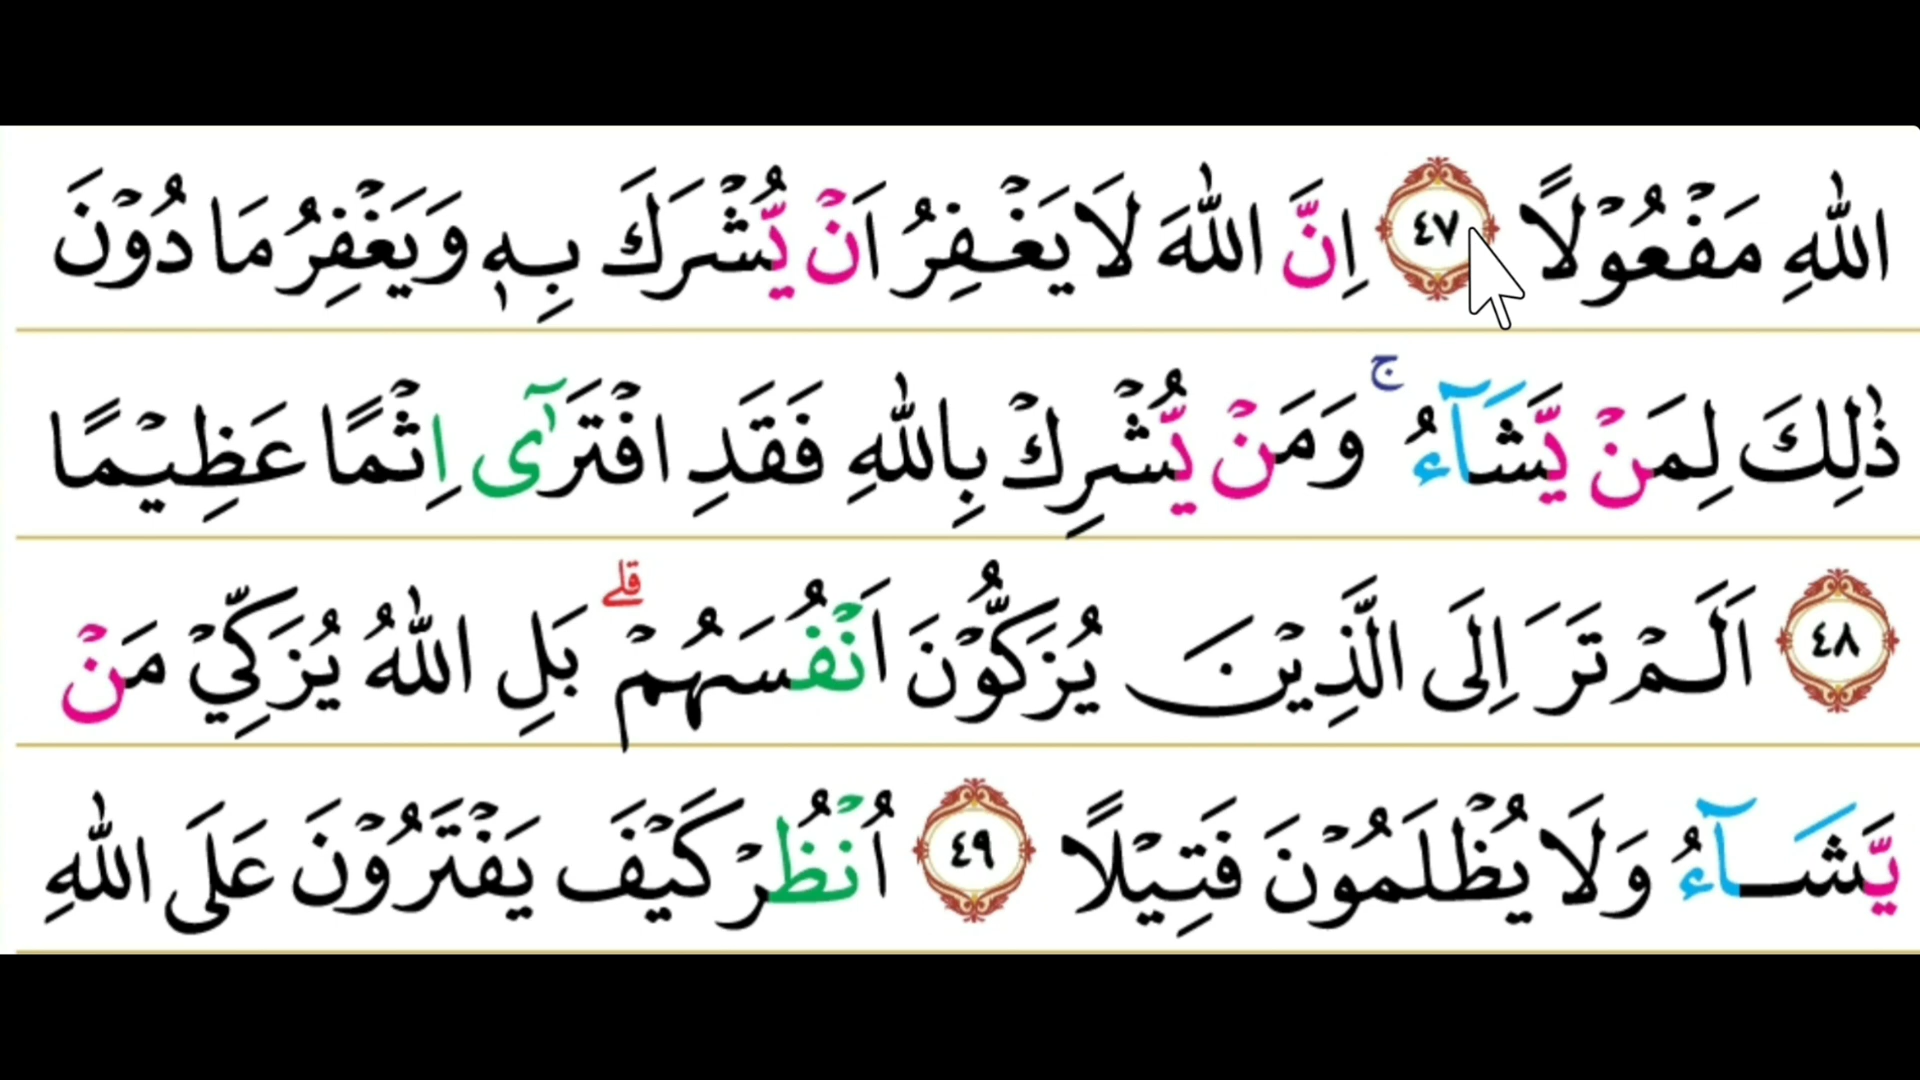 اللّٰهِ مَفْعُوْلًا ٤٧ اِنَّ اللّٰهَ لَا يَغْفِرُ اَنْ يُّشْرَكَ بِهٖ وَيَغْفِرُ مَا دُوْنَ
ذٰلِكَ لِمَنْ يَّشَآءُ ۚ وَمَنْ يُّشْرِكْ بِاللّٰهِ فَقَدِ افْتَرٰٓى اِثْمًا عَظِيْمًا
٤٨ اَلَمْ تَرَ اِلَى الَّذِيْنَ يُزَكُّوْنَ اَنْفُسَهُمْ ۗ بَلِ اللّٰهُ يُزَكِّيْ مَنْ
يَّشَآءُ وَلَا يُظْلَمُوْنَ فَتِيْلًا ٤٩ اُنْظُرْ كَيْفَ يَفْتَرُوْنَ عَلَى اللّٰهِ